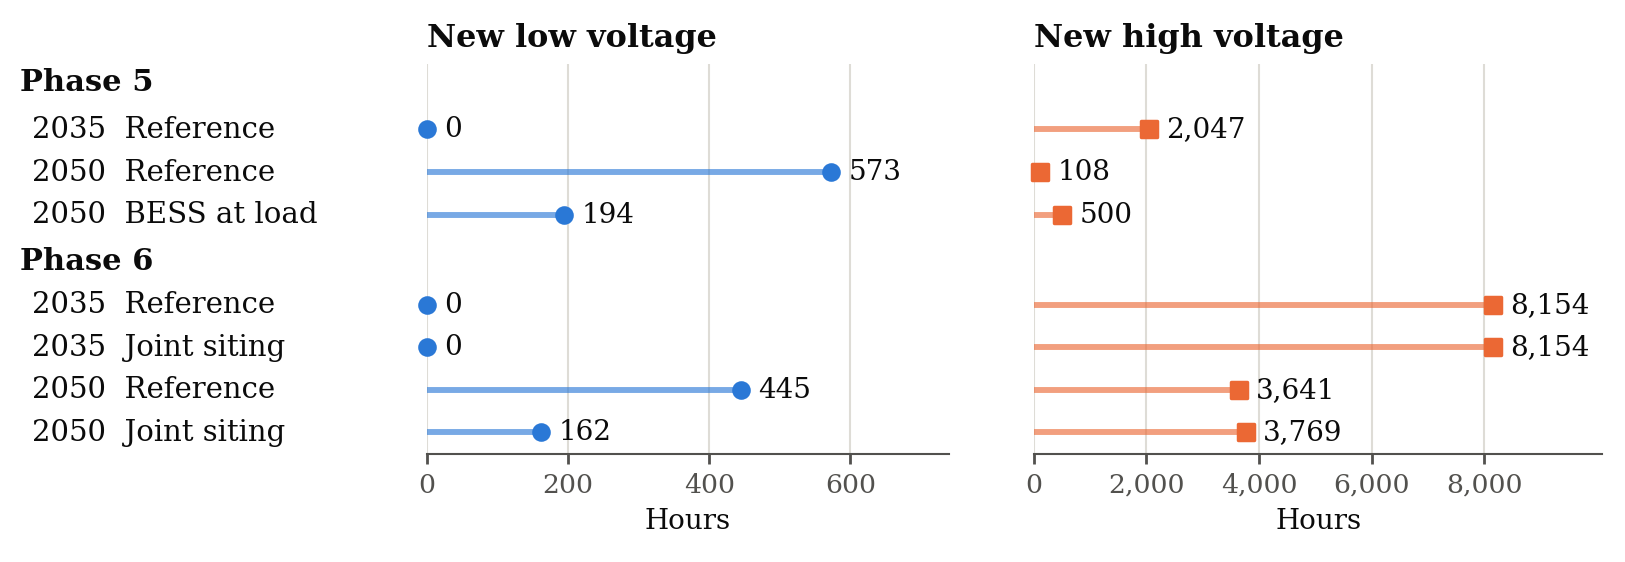 New low voltage New high voltage
Phase 5
2035 Reference 0 2,047
2050 Reference 573 108
2050 BESS at load 194 500
Phase 6
2035 Reference 0 8,154
2035 Joint siting 0 8,154
2050 Reference 445 3,641
2050 Joint siting 162 3,769
0 200 400 600 0 2,000 4,000 6,000 8,000
Hours Hours